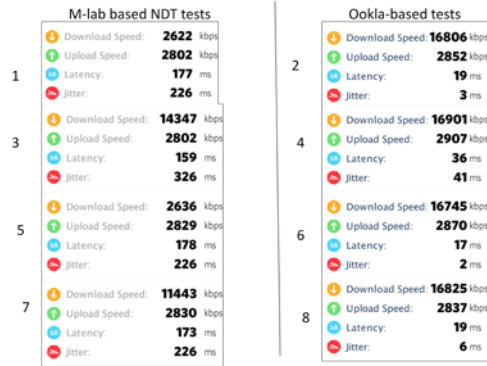 M-lab based NDT tests
1
Download Speed: 2622 kbps
Upload Speed: 2802 kbps
Latency: 177 ms
Jitter: 226 ms
3
Download Speed: 14347 kbps
Upload Speed: 2802 kbps
Latency: 159 ms
Jitter: 326 ms
5
Download Speed: 2636 kbps
Upload Speed: 2829 kbps
Latency: 178 ms
Jitter: 226 ms
7
Download Speed: 11443 kbps
Upload Speed: 2830 kbps
Latency: 173 ms
Jitter: 226 ms
Ookla-based tests
2
Download Speed: 16806 kbps
Upload Speed: 2852 kbps
Latency: 19 ms
Jitter: 3 ms
4
Download Speed: 16901 kbps
Upload Speed: 2907 kbps
Latency: 36 ms
Jitter: 41 ms
6
Download Speed: 16745 kbps
Upload Speed: 2870 kbps
Latency: 17 ms
Jitter: 2 ms
8
Download Speed: 16825 kbps
Upload Speed: 2837 kbps
Latency: 19 ms
Jitter: 6 ms